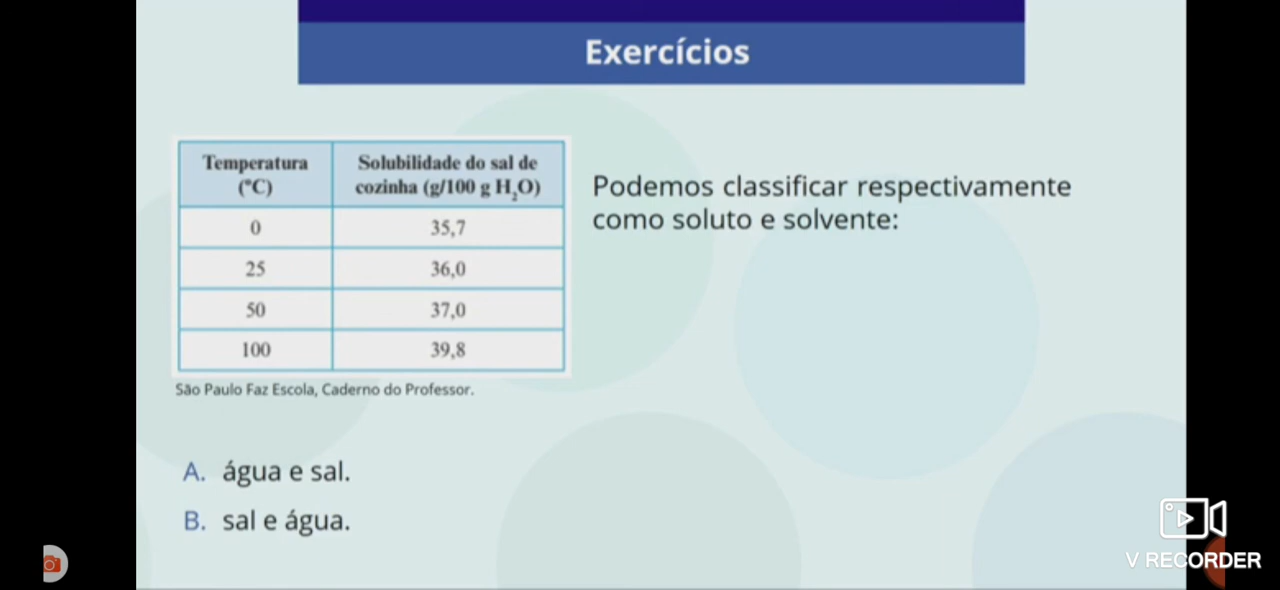 Exercícios
Temperatura
(°C)
Solubilidade do sal de
cozinha (g/100 g H₂O)
0
35,7
25
36,0
50
37,0
100
39,8
Podemos classificar respectivamente
como soluto e solvente:
São Paulo Faz Escola, Caderno do Professor.
A. água e sal.
B. sal e água.
V RECORDER